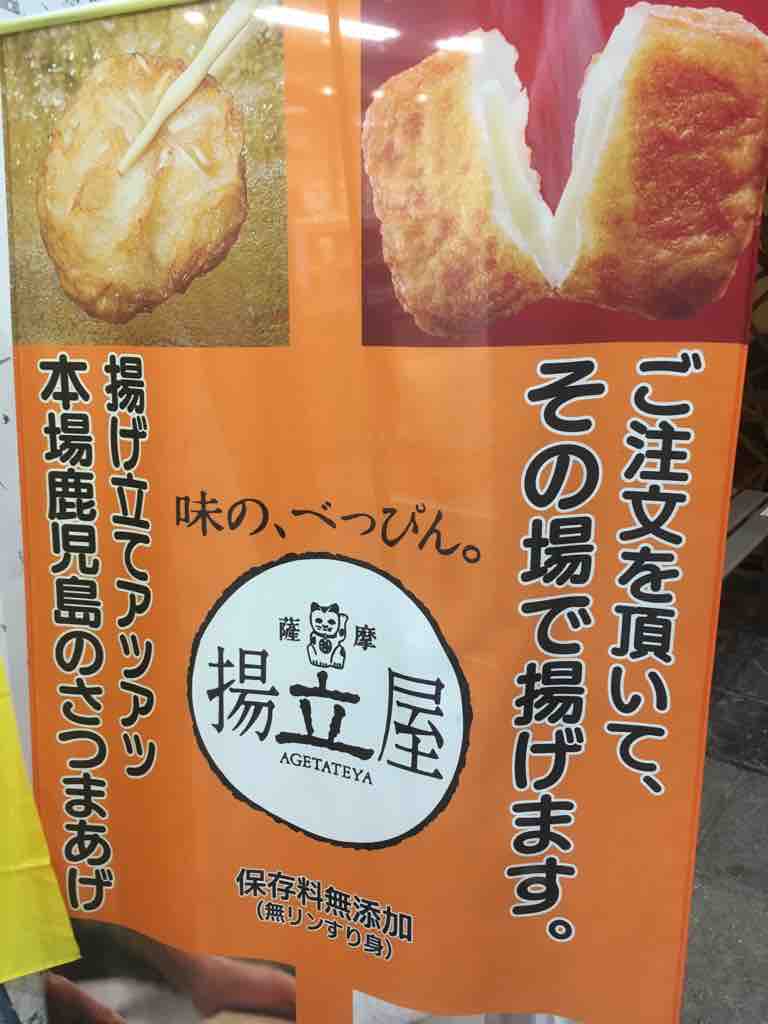 ご注文を頂いて、
その場で揚げます。
味の、べっぴん。
薩摩
揚立屋
AGETATEYA
保存料無添加
(無リンすり身)
揚げ立てアツアツ
本場鹿児島のさつまあげ